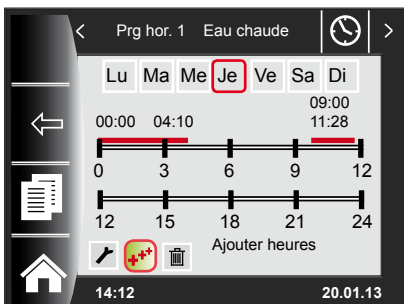 Prg hor. 1 Eau chaude
Lu Ma Me Je Ve Sa Di
09:00
00:00 04:10 11:28
0 3 6 9 12
12 15 18 21 24
Ajouter heures
14:12 20.01.13